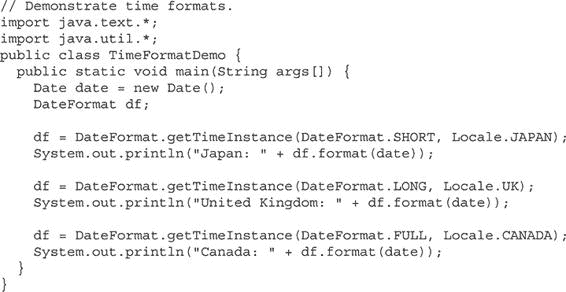 // Demonstrate time formats.
import java.text.*;
import java.util.*;
public class TimeFormatDemo {
  public static void main(String args[]) {
    Date date = new Date();
    DateFormat df;

    df = DateFormat.getTimeInstance(DateFormat.SHORT, Locale.JAPAN);
    System.out.println("Japan: " + df.format(date));

    df = DateFormat.getTimeInstance(DateFormat.LONG, Locale.UK);
    System.out.println("United Kingdom: " + df.format(date));

    df = DateFormat.getTimeInstance(DateFormat.FULL, Locale.CANADA);
    System.out.println("Canada: " + df.format(date));
  }
}